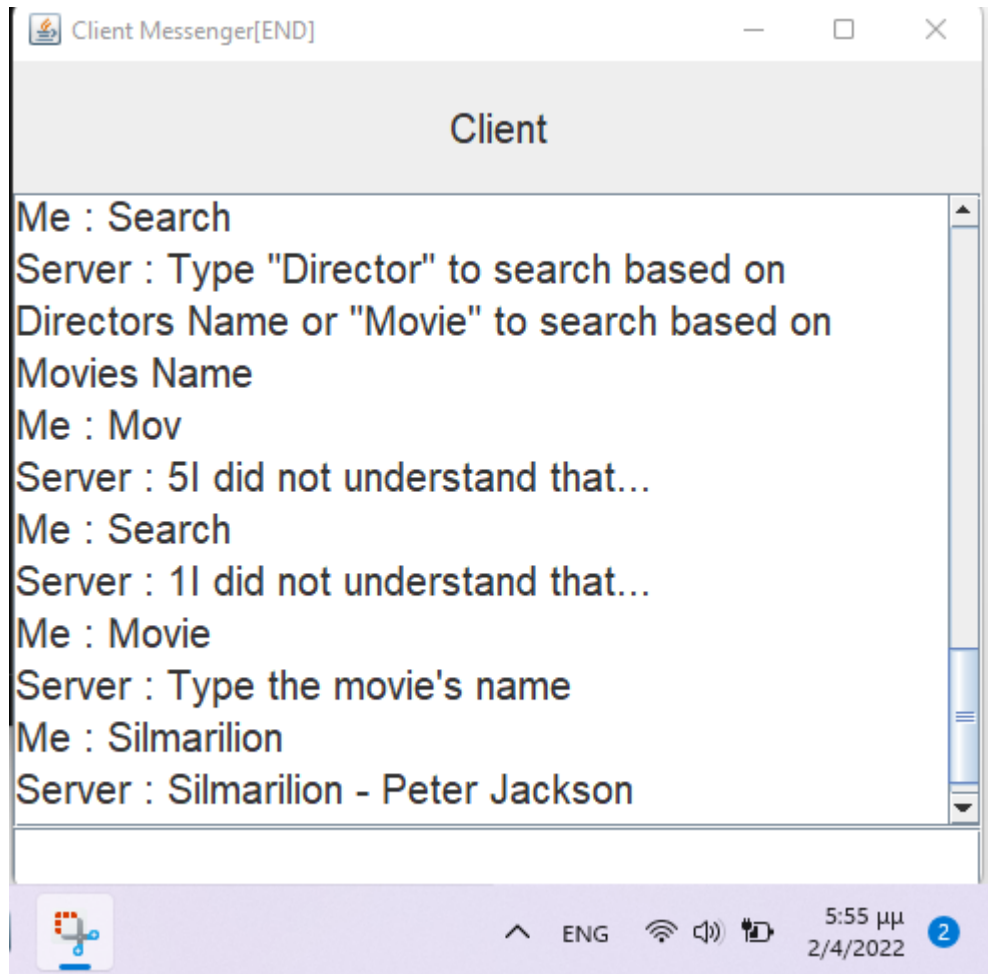 Client Messenger[END]
Client
Me : Search
Server : Type "Director" to search based on
Directors Name or "Movie" to search based on
Movies Name
Me : Mov
Server : 5I did not understand that...
Me : Search
Server : 1I did not understand that...
Me : Movie
Server : Type the movie's name
Me : Silmarilion
Server : Silmarilion - Peter Jackson
ENG
5:55 μμ
2/4/2022
2